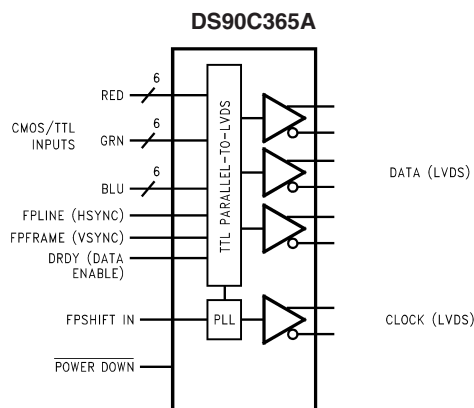 DS90C365A
6
RED
6
CMOS/TTL
INPUTS
GRN
6
BLU
FPLINE (HSYNC)
FPFRAME (VSYNC)
DRDY (DATA
ENABLE)
FPSHIFT IN
POWER DOWN
TTL PARALLEL-TO-LVDS
PLL
DATA (LVDS)
CLOCK (LVDS)